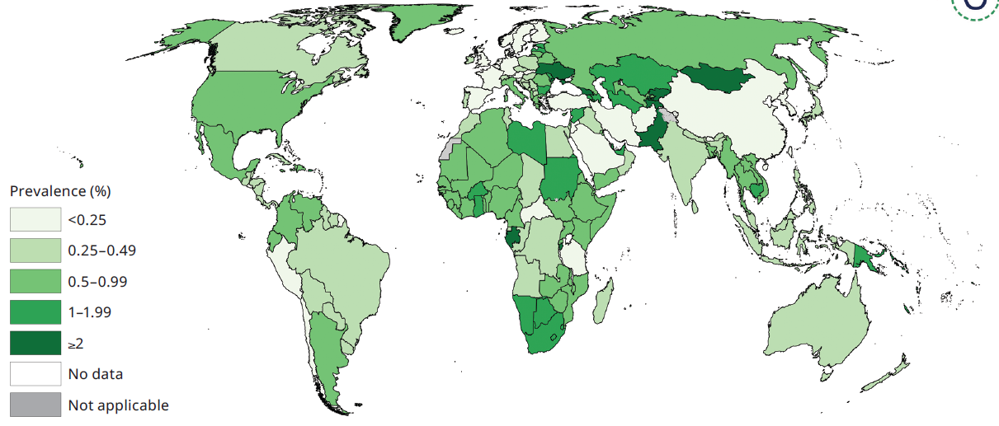 Prevalence (%)
<0.25
0.25–0.49
0.5–0.99
1–1.99
≥2
No data
Not applicable